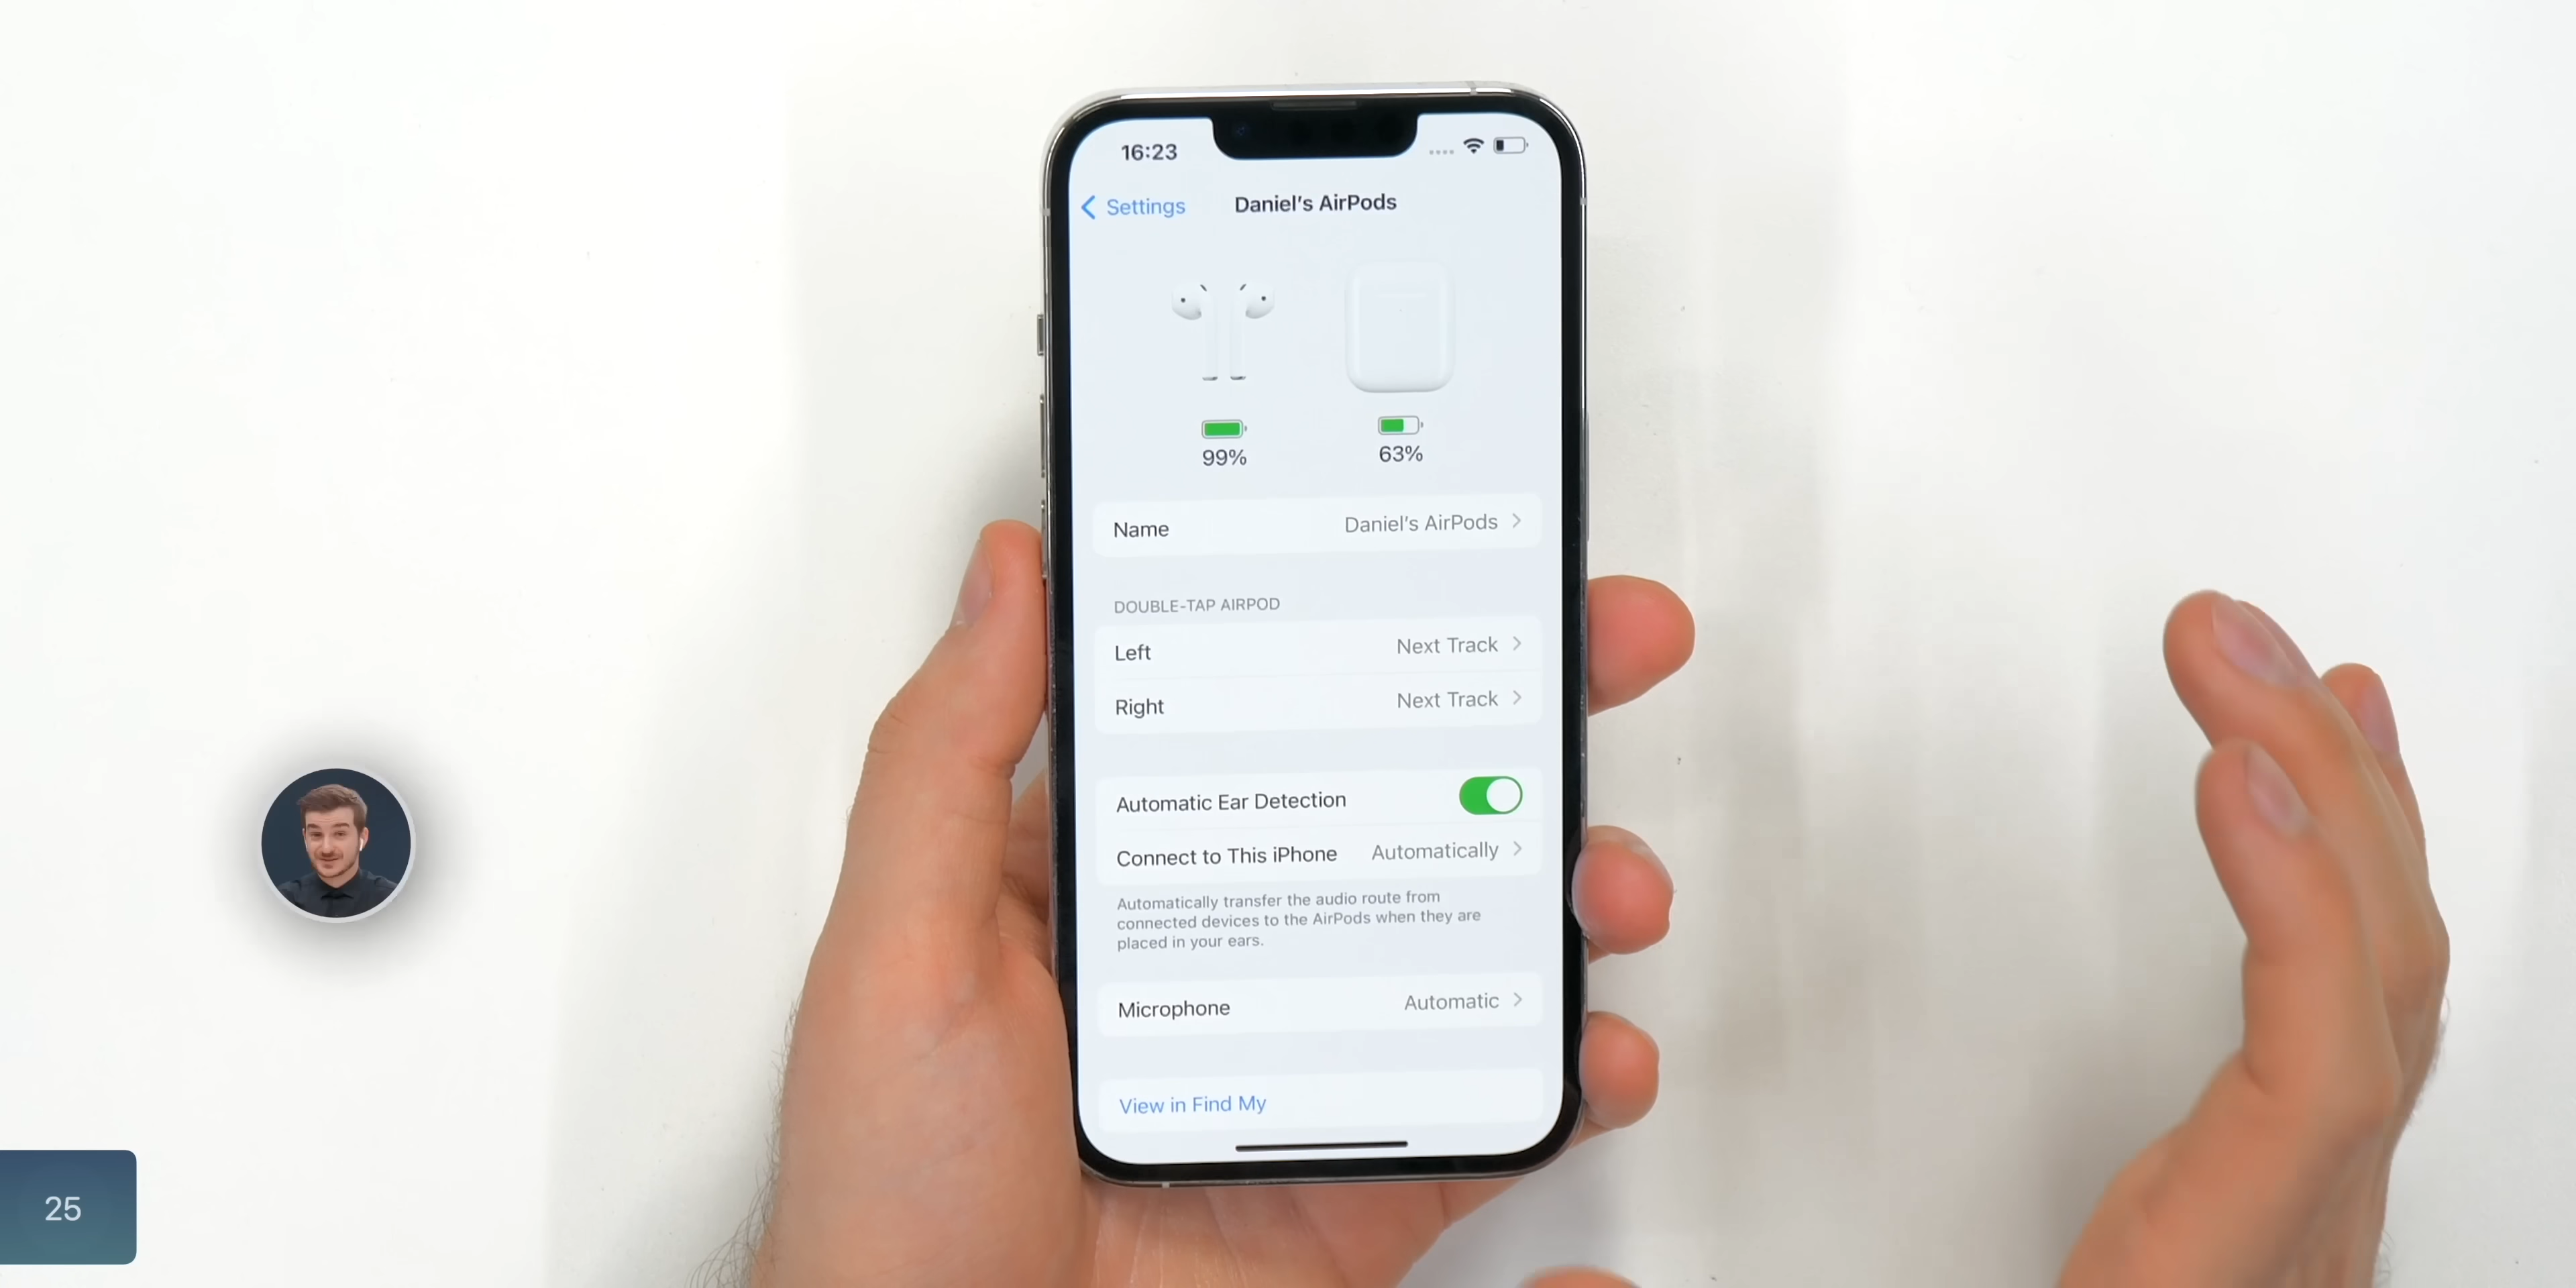 16:23
Settings
Daniel's AirPods
99%
63%
Name
Daniel's AirPods
DOUBLE-TAP AIRPOD
Left
Next Track
Right
Next Track
Automatic Ear Detection
Connect to This iPhone
Automatically
Automatically transfer the audio route from
connected devices to the AirPods when they are
placed in your ears.
Microphone
Automatic
View in Find My
25